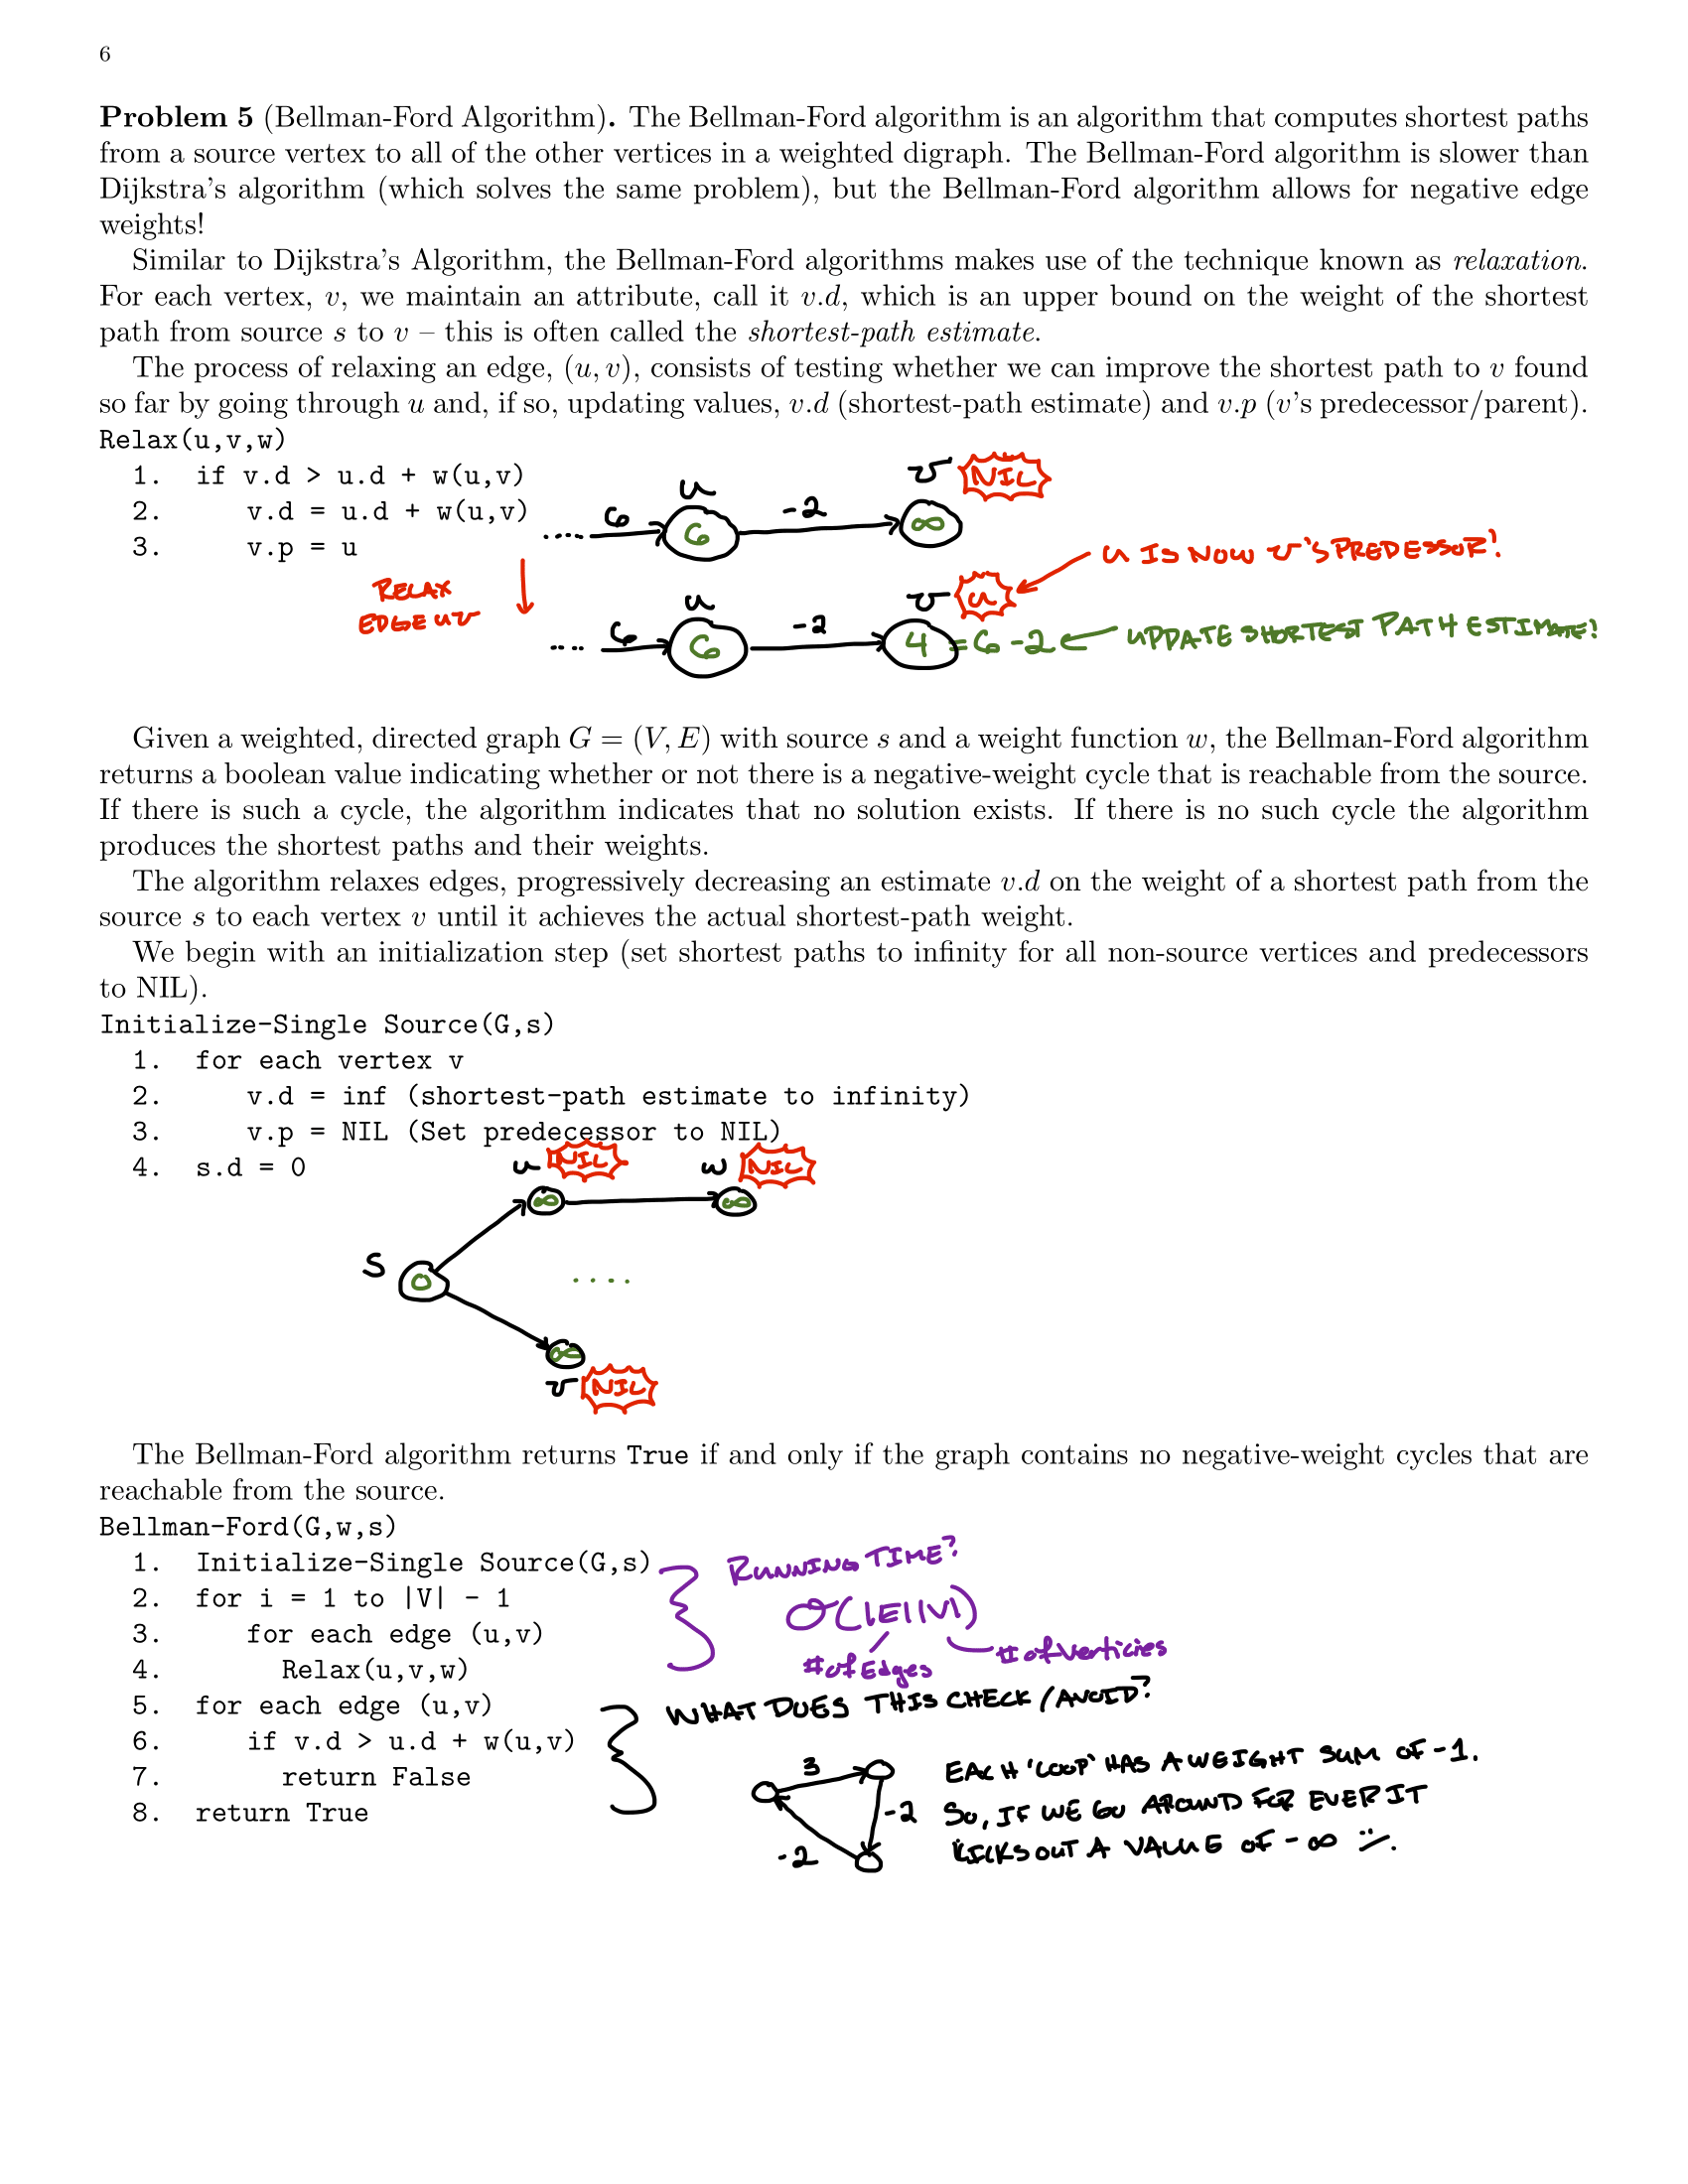 6
Problem 5 (Bellman-Ford Algorithm). The Bellman-Ford algorithm is an algorithm that computes shortest paths
from a source vertex to all of the other vertices in a weighted digraph. The Bellman-Ford algorithm is slower than
Dijkstra's algorithm (which solves the same problem), but the Bellman-Ford algorithm allows for negative edge
weights!
Similar to Dijkstra's Algorithm, the Bellman-Ford algorithms makes use of the technique known as relaxation.
For each vertex, v, we maintain an attribute, call it v.d, which is an upper bound on the weight of the shortest
path from source s to v – this is often called the shortest-path estimate.
The process of relaxing an edge, (u, v), consists of testing whether we can improve the shortest path to v found
so far by going through u and, if so, updating values, v.d (shortest-path estimate) and v.p (v's predecessor/parent).
Relax(u,v,w)
1. if v.d > u.d + w(u,v)
2. v.d = u.d + w(u,v)
3. v.p = u
u v NIL
.... 6 6 -2 ∞
RELAX
EDGE uv
u IS NOW v'S PREDESSOR!
u v u
.... 6 6 -2 4 = 6 -2 UPDATE SHORTEST PATH ESTIMATE!
Given a weighted, directed graph G = (V, E) with source s and a weight function w, the Bellman-Ford algorithm
returns a boolean value indicating whether or not there is a negative-weight cycle that is reachable from the source.
If there is such a cycle, the algorithm indicates that no solution exists. If there is no such cycle the algorithm
produces the shortest paths and their weights.
The algorithm relaxes edges, progressively decreasing an estimate v.d on the weight of a shortest path from the
source s to each vertex v until it achieves the actual shortest-path weight.
We begin with an initialization step (set shortest paths to infinity for all non-source vertices and predecessors
to NIL).
Initialize-Single Source(G,s)
1. for each vertex v
2. v.d = inf (shortest-path estimate to infinity)
3. v.p = NIL (Set predecessor to NIL)
4. s.d = 0
u NIL w NIL
∞ ∞
S 0 ....
∞
v NIL
The Bellman-Ford algorithm returns True if and only if the graph contains no negative-weight cycles that are
reachable from the source.
Bellman-Ford(G,w,s)
1. Initialize-Single Source(G,s)
2. for i = 1 to |V| - 1
3. for each edge (u,v)
4. Relax(u,v,w)
5. for each edge (u,v)
6. if v.d > u.d + w(u,v)
7. return False
8. return True
RUNNING TIME?
O(|E||V|)
# of Edges # of Verticies
WHAT DOES THIS CHECK / AVOID?
3
-2
-2
EACH 'LOOP' HAS A WEIGHT SUM OF -1.
SO, IF WE GO AROUND FOR EVER IT
KICKS OUT A VALUE OF - ∞ :/.